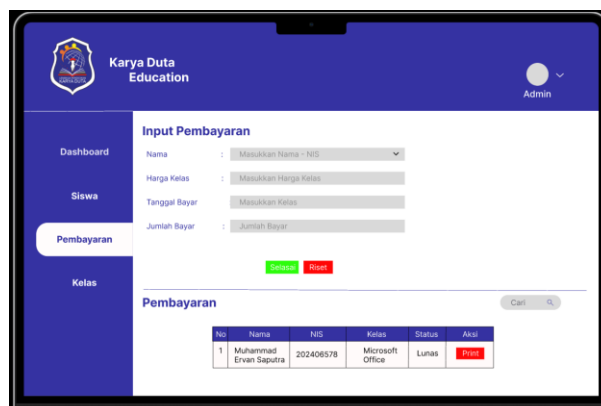 Karya Duta
Education
Admin
Dashboard
Siswa
Pembayaran
Kelas
Input Pembayaran
Nama : Masukkan Nama - NIS
Harga Kelas : Masukkan Harga Kelas
Tanggal Bayar Masukkan Kelas
Jumlah Bayar : Jumlah Bayar
Selasai Riset
Pembayaran
Cari
No Nama NIS Kelas Status Aksi
1 Muhammad Ervan Saputra 202406578 Microsoft Office Lunas Print